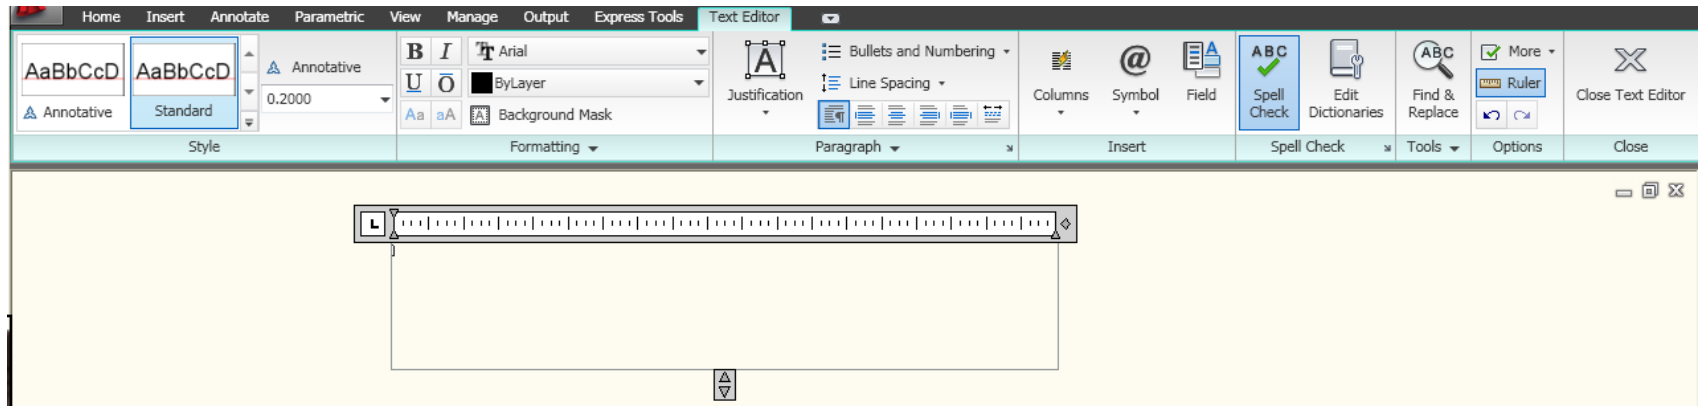 Home Insert Annotate Parametric View Manage Output Express Tools Text Editor
AaBbCcD AaBbCcD Annotative B I Arial A Bullets and Numbering @ A ABC ABC More
U O ByLayer Line Spacing Ruler
0.2000 Justification Columns Symbol Field Spell Check Edit Dictionaries Find & Replace Close Text Editor
Annotative Standard Aa aA A Background Mask
Style Formatting Paragraph Insert Spell Check Tools Options Close
L